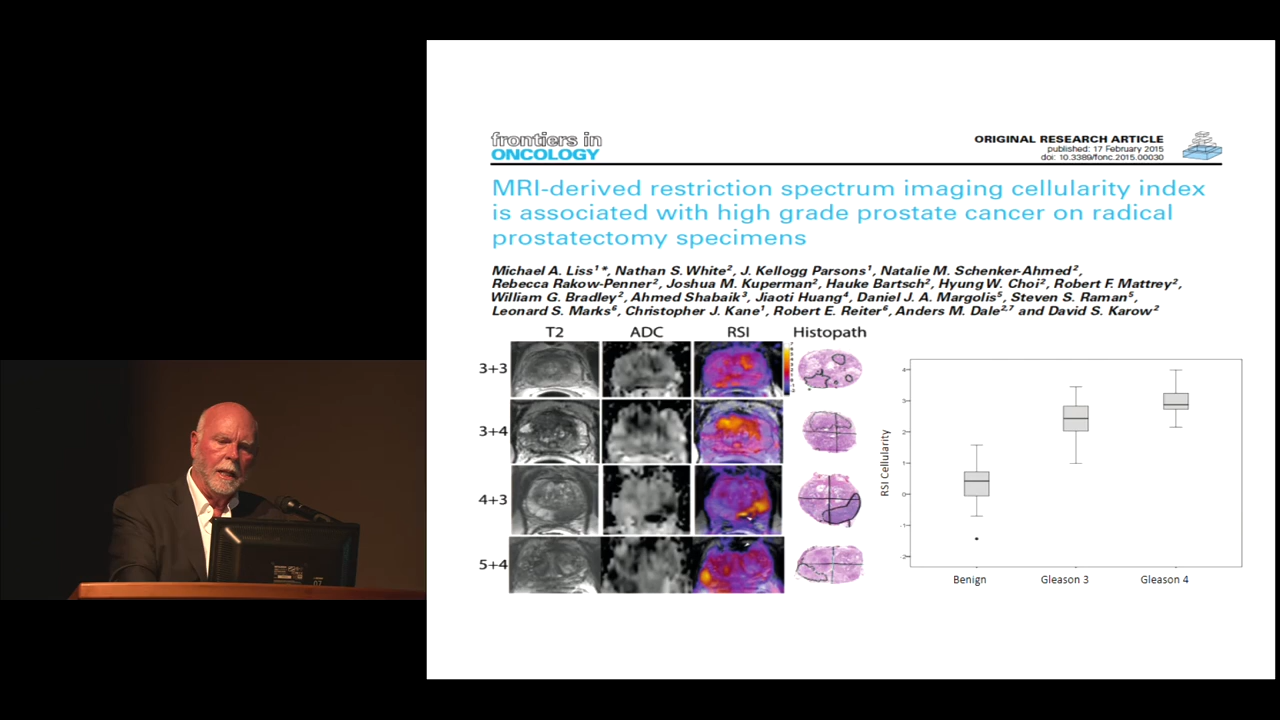 frontiers in
ONCOLOGY
ORIGINAL RESEARCH ARTICLE
published: 17 February 2015
doi: 10.3389/fonc.2015.00030
MRI-derived restriction spectrum imaging cellularity index
is associated with high grade prostate cancer on radical
prostatectomy specimens
Michael A. Liss¹*, Nathan S. White², J. Kellogg Parsons¹, Natalie M. Schenker-Ahmed²,
Rebecca Rakow-Penner², Joshua M. Kuperman², Hauke Bartsch², Hyung W. Choi², Robert F. Mattrey²,
William G. Bradley², Ahmed Shabaik³, Jiaoti Huang⁴, Daniel J. A. Margolis⁵, Steven S. Raman⁵,
Leonard S. Marks⁶, Christopher J. Kane¹, Robert E. Reiter⁶, Anders M. Dale²,⁷ and David S. Karow²
T2 ADC RSI Histopath
3+3
3+4
4+3
5+4
RSI Cellularity
4
3
2
1
0
-1
-2
Benign Gleason 3 Gleason 4